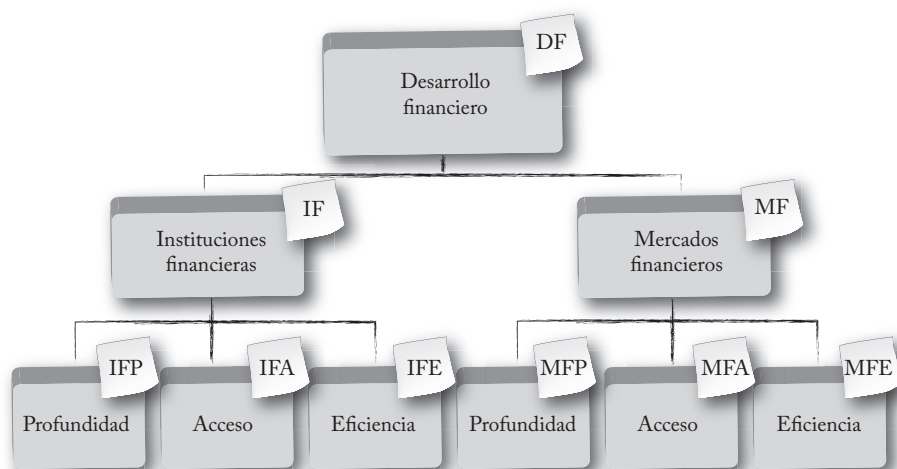 DF
Desarrollo
financiero
IF
Instituciones
financieras
MF
Mercados
financieros
IFP
Profundidad
IFA
Acceso
IFE
Eficiencia
MFP
Profundidad
MFA
Acceso
MFE
Eficiencia